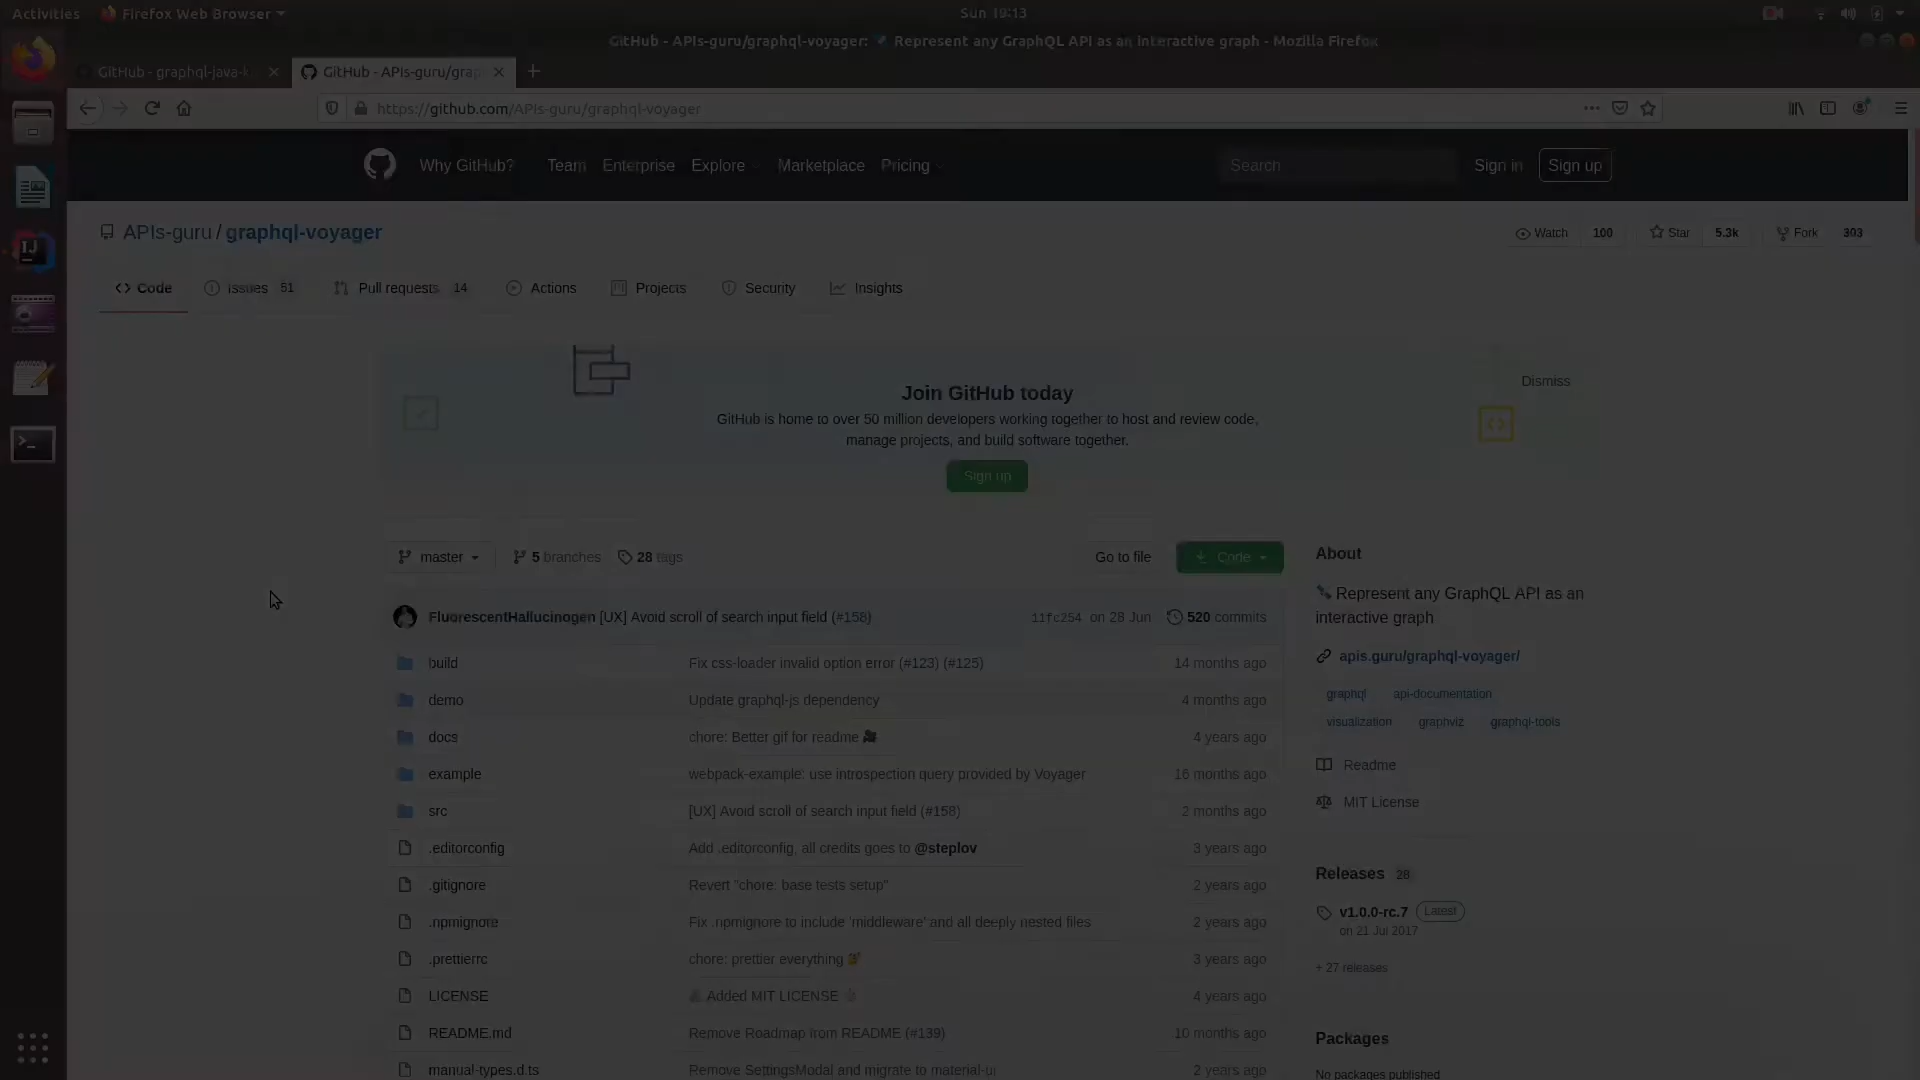 Activities Firefox Web Browser Sun 19:13
GitHub - APIs-guru/graphql-voyager: Represent any GraphQL API as an interactive graph - Mozilla Firefox
GitHub - graphql-java-k GitHub - APIs-guru/grap
https://github.com/APIs-guru/graphql-voyager
Why GitHub? Team Enterprise Explore Marketplace Pricing Search Sign in Sign up
APIs-guru / graphql-voyager Watch 100 Star 5.3k Fork 393
Code Issues 51 Pull requests 14 Actions Projects Security Insights
Dismiss
Join GitHub today
GitHub is home to over 50 million developers working together to host and review code,
manage projects, and build software together.
Sign up
master 5 branches 28 tags Go to file Code
FluorescentHallucinogen [UX] Avoid scroll of search input field (#158) 11fc254 on 28 Jun 520 commits
build Fix css-loader invalid option error (#123) (#125) 14 months ago
demo Update graphql-js dependency 4 months ago
docs chore: Better gif for readme 4 years ago
example webpack-example: use introspection query provided by Voyager 16 months ago
src [UX] Avoid scroll of search input field (#158) 2 months ago
.editorconfig Add .editorconfig, all credits goes to @steplov 3 years ago
.gitignore Revert "chore: base tests setup" 2 years ago
.npmignore Fix .npmignore to include 'middleware' and all deeply nested files 2 years ago
.prettierrc chore: prettier everything 3 years ago
LICENSE Added MIT LICENSE 4 years ago
README.md Remove Roadmap from README (#139) 10 months ago
manual-types.d.ts Remove SettingsModal and migrate to material-ui 2 years ago
About
Represent any GraphQL API as an
interactive graph
apis.guru/graphql-voyager/
graphql api-documentation
visualization graphviz graphql-tools
Readme
MIT License
Releases 28
v1.0.0-rc.7 Latest
on 21 Jul 2017
+ 27 releases
Packages
No packages published